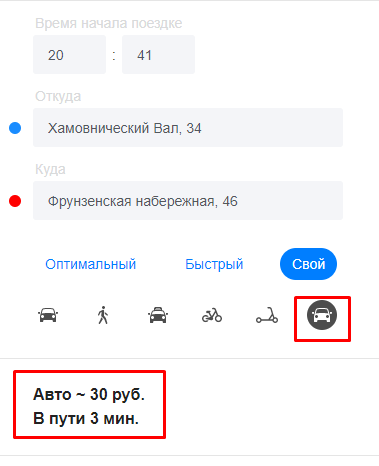 Время начала поездке
20 : 41
Откуда
Хамовнический Вал, 34
Куда
Фрунзенская набережная, 46
Оптимальный Быстрый Свой
Авто ~ 30 руб.
В пути 3 мин.